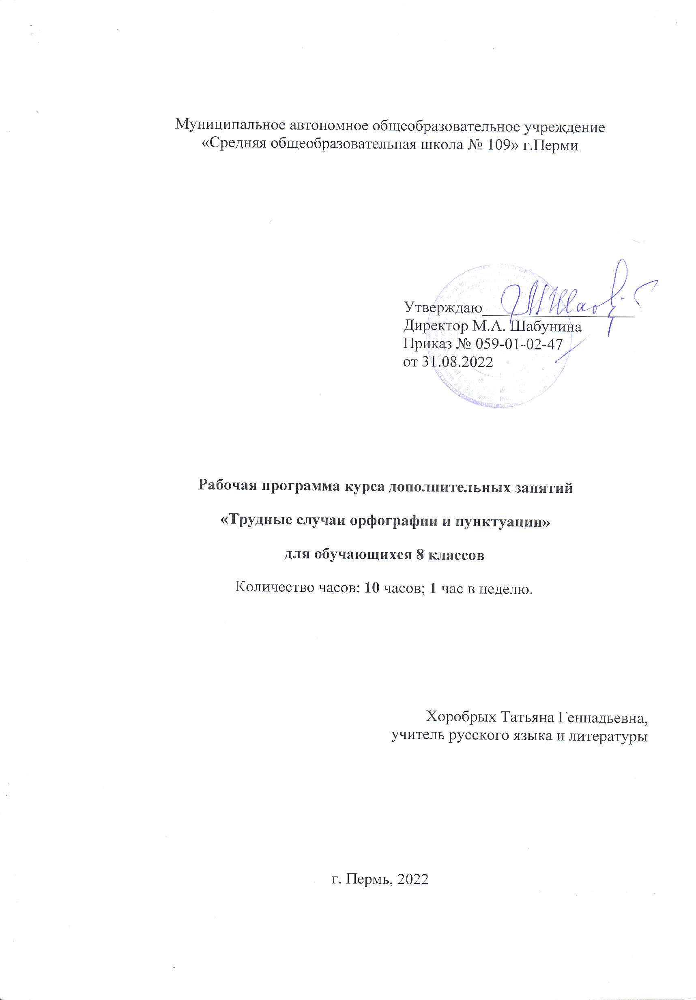 Муниципальное автономное общеобразовательное учреждение
«Средняя общеобразовательная школа № 109» г.Перми
Утверждаю
Директор М.А. Шабунина
Приказ № 059-01-02-47
от 31.08.2022
Рабочая программа курса дополнительных занятий
«Трудные случаи орфографии и пунктуации»
для обучающихся 8 классов
Количество часов: 10 часов; 1 час в неделю.
Хоробрых Татьяна Геннадьевна,
учитель русского языка и литературы
г. Пермь, 2022